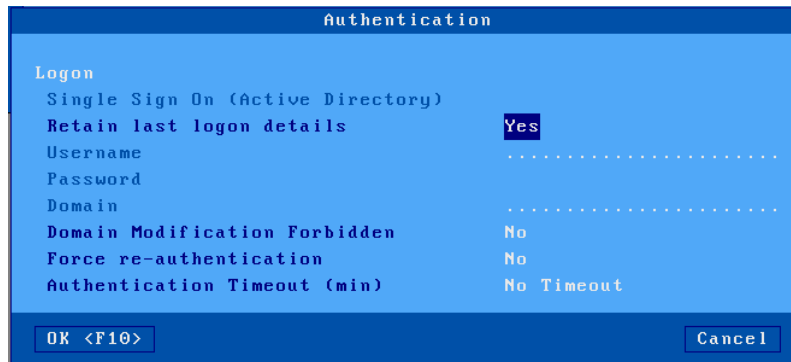 Authentication
Logon
Single Sign On (Active Directory)
Retain last logon details Yes
Username ........................
Password
Domain ........................
Domain Modification Forbidden No
Force re-authentication No
Authentication Timeout (min) No Timeout
OK <F10> Cancel